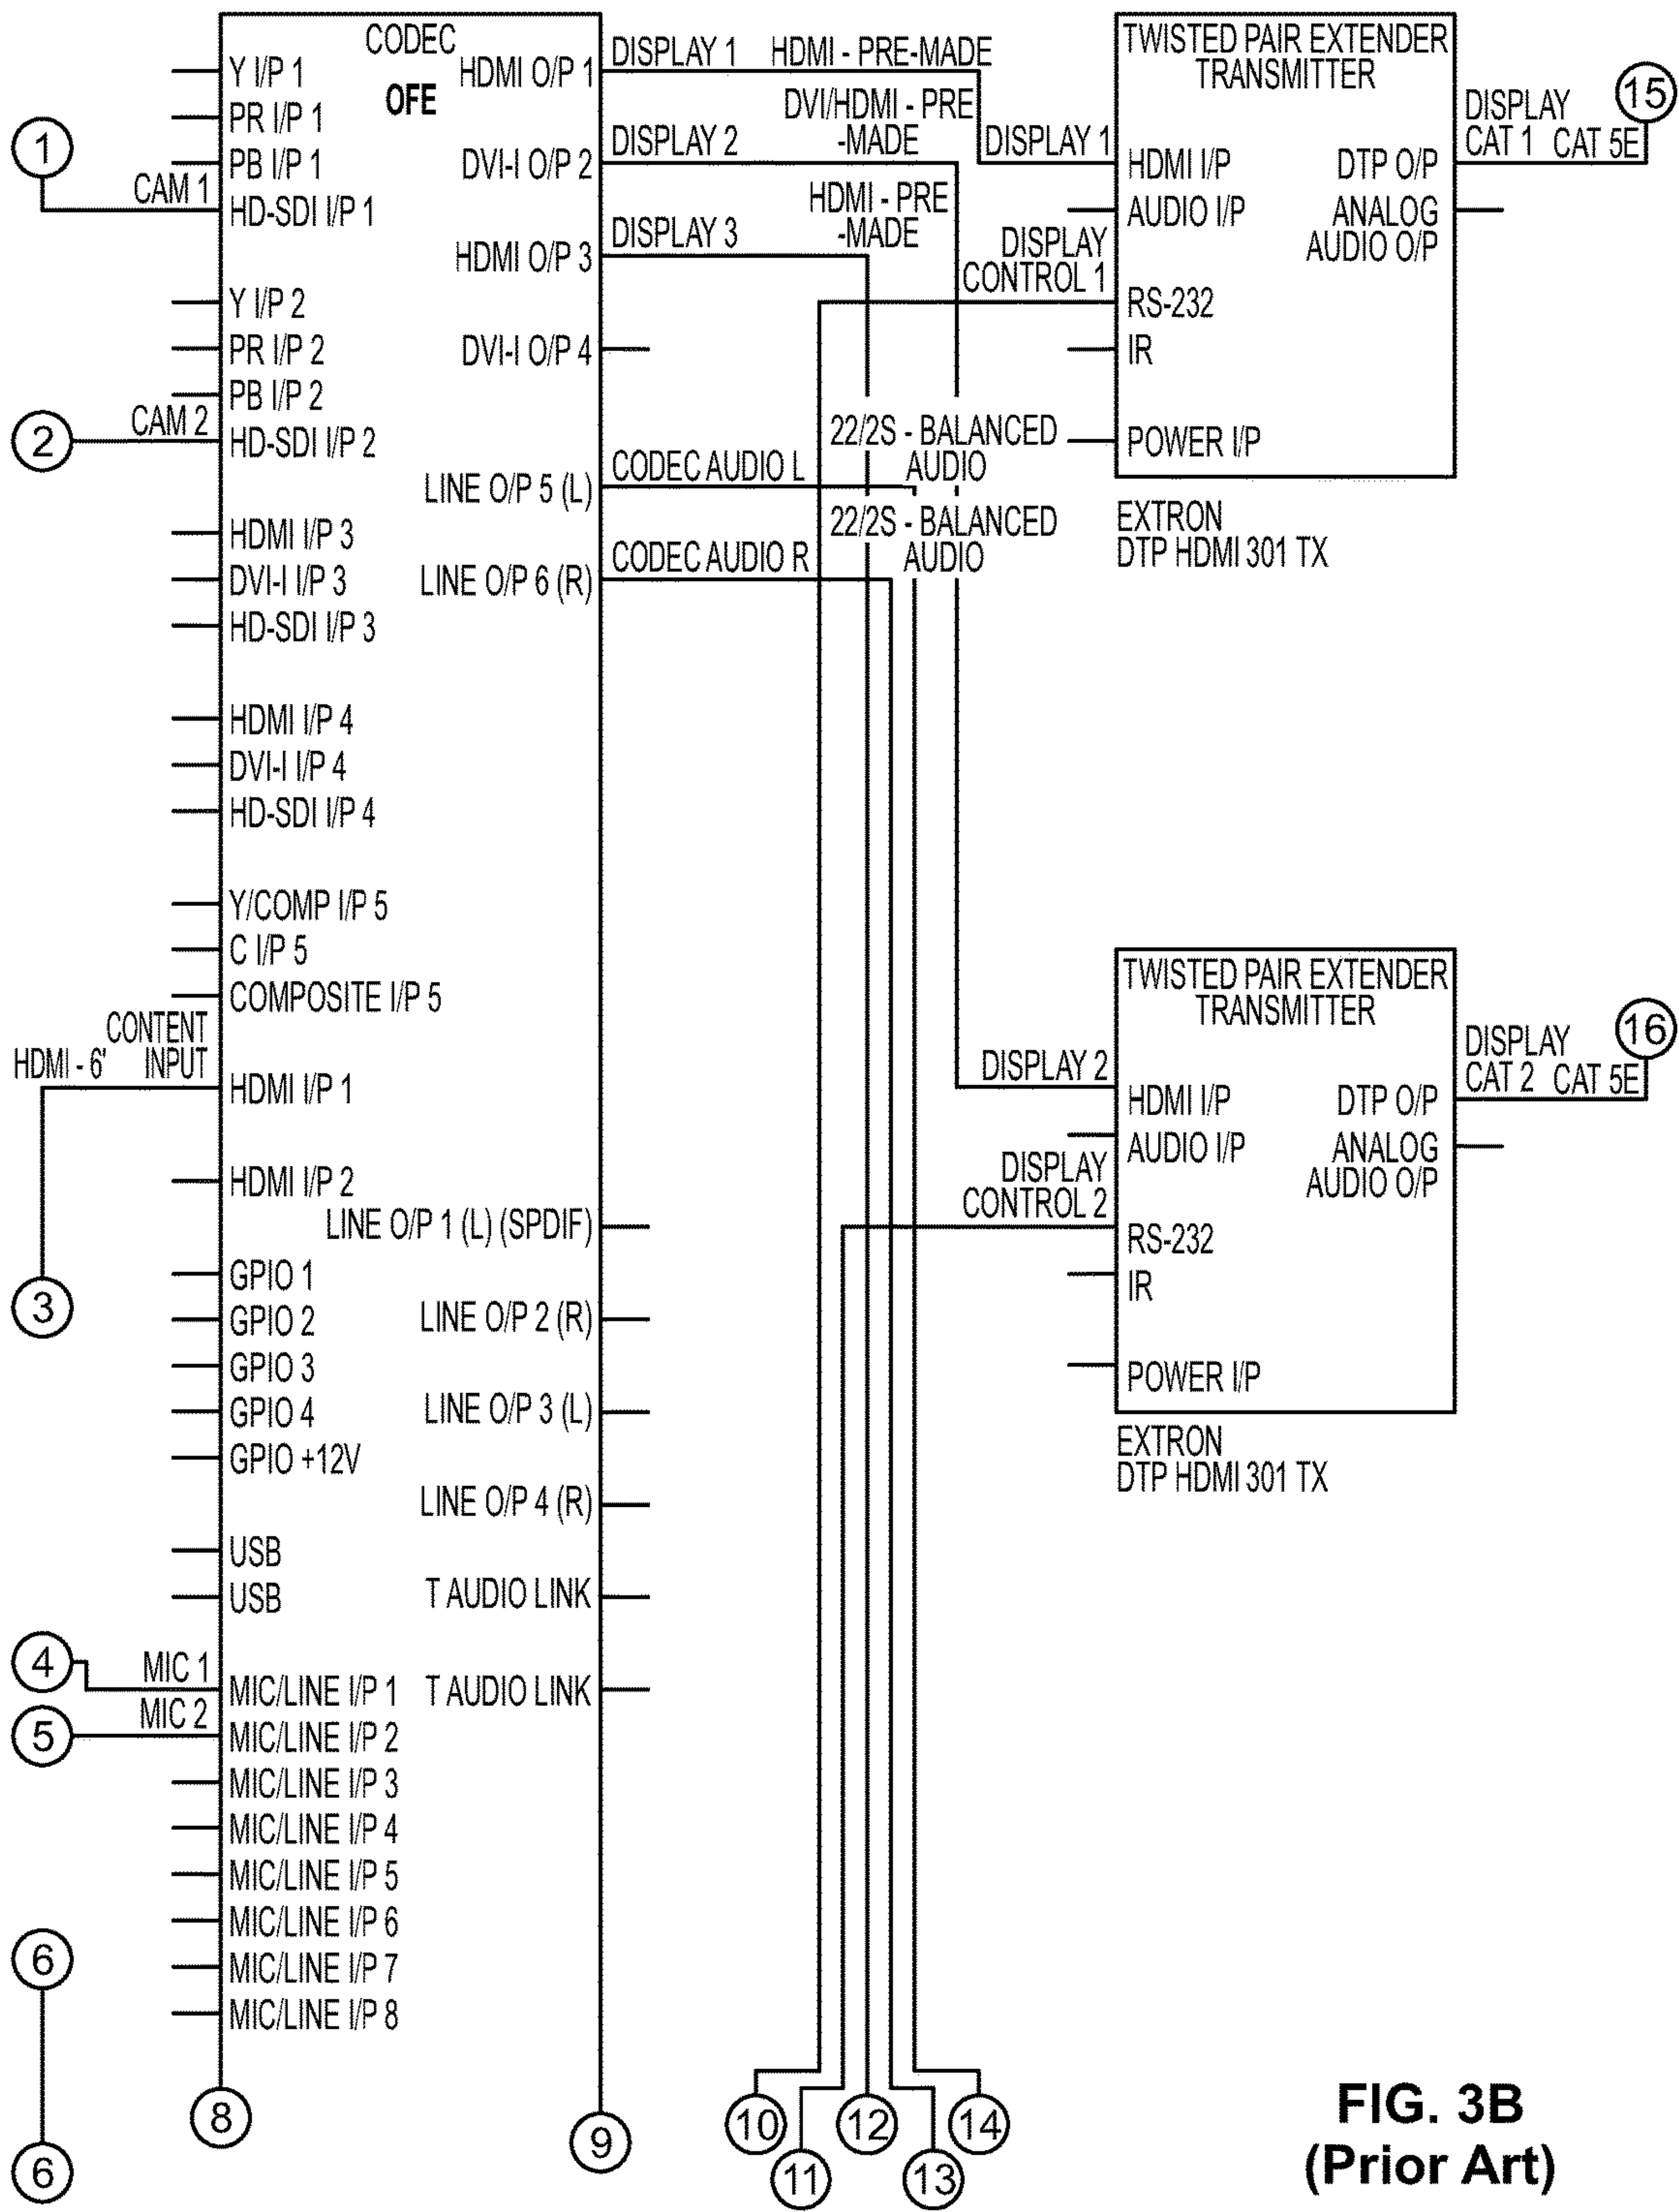 CODEC
OFE
Y I/P 1
PR I/P 1
PB I/P 1
HD-SDI I/P 1
Y I/P 2
PR I/P 2
PB I/P 2
HD-SDI I/P 2
HDMI I/P 3
DVI-I I/P 3
HD-SDI I/P 3
HDMI I/P 4
DVI-I I/P 4
HD-SDI I/P 4
Y/COMP I/P 5
C I/P 5
COMPOSITE I/P 5
HDMI I/P 1
HDMI I/P 2
GPIO 1
GPIO 2
GPIO 3
GPIO 4
GPIO +12V
USB
USB
MIC/LINE I/P 1
MIC/LINE I/P 2
MIC/LINE I/P 3
MIC/LINE I/P 4
MIC/LINE I/P 5
MIC/LINE I/P 6
MIC/LINE I/P 7
MIC/LINE I/P 8
1
CAM 1
2
CAM 2
CONTENT
HDMI - 6' INPUT
3
4
MIC 1
5
MIC 2
6
6
8
9
HDMI O/P 1
DVI-I O/P 2
HDMI O/P 3
DVI-I O/P 4
LINE O/P 5 (L)
LINE O/P 6 (R)
LINE O/P 1 (L) (SPDIF)
LINE O/P 2 (R)
LINE O/P 3 (L)
LINE O/P 4 (R)
T AUDIO LINK
T AUDIO LINK
DISPLAY 1 HDMI - PRE-MADE
DISPLAY 2
DVI/HDMI - PRE
-MADE
DISPLAY 3
HDMI - PRE
-MADE
CODEC AUDIO L
22/2S - BALANCED
AUDIO
CODEC AUDIO R
22/2S - BALANCED
AUDIO
DISPLAY 1
DISPLAY
CONTROL 1
TWISTED PAIR EXTENDER
TRANSMITTER
HDMI I/P
AUDIO I/P
RS-232
IR
POWER I/P
DTP O/P
ANALOG
AUDIO O/P
EXTRON
DTP HDMI 301 TX
DISPLAY
CAT 1 CAT 5E
15
DISPLAY 2
DISPLAY
CONTROL 2
TWISTED PAIR EXTENDER
TRANSMITTER
HDMI I/P
AUDIO I/P
RS-232
IR
POWER I/P
DTP O/P
ANALOG
AUDIO O/P
EXTRON
DTP HDMI 301 TX
DISPLAY
CAT 2 CAT 5E
16
10
11
12
13
14
FIG. 3B
(Prior Art)